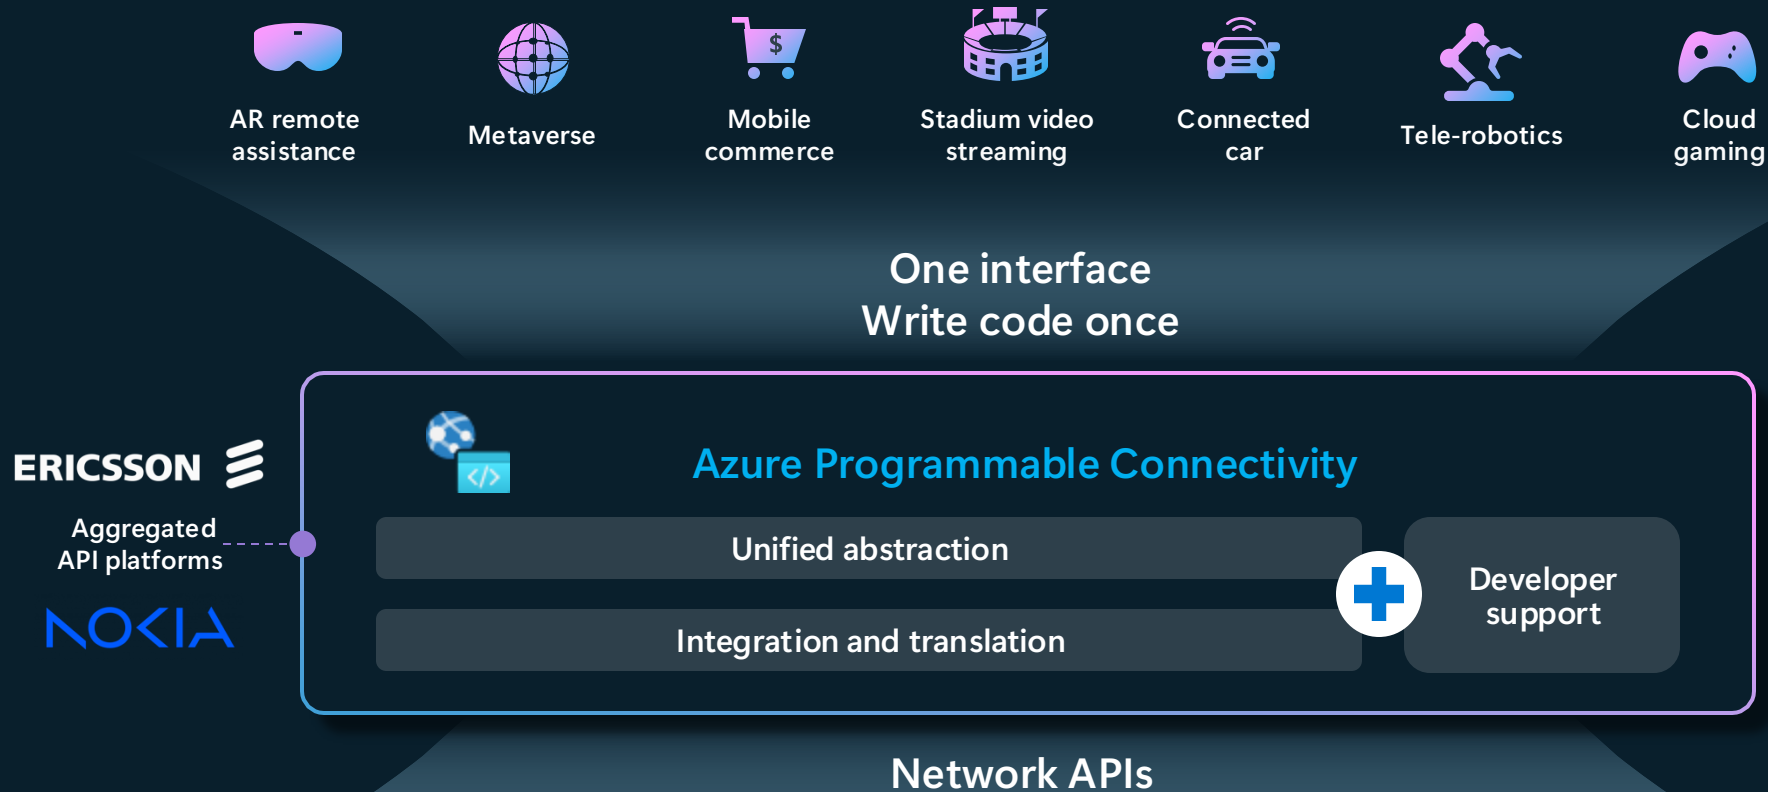 AR remote
assistance
Metaverse
Mobile
commerce
Stadium video
streaming
Connected
car
Tele-robotics
Cloud
gaming
$
One interface
Write code once
ERICSSON
Aggregated
API platforms
NOKIA
</>
Azure Programmable Connectivity
Unified abstraction
Integration and translation
Developer
support
Network APIs